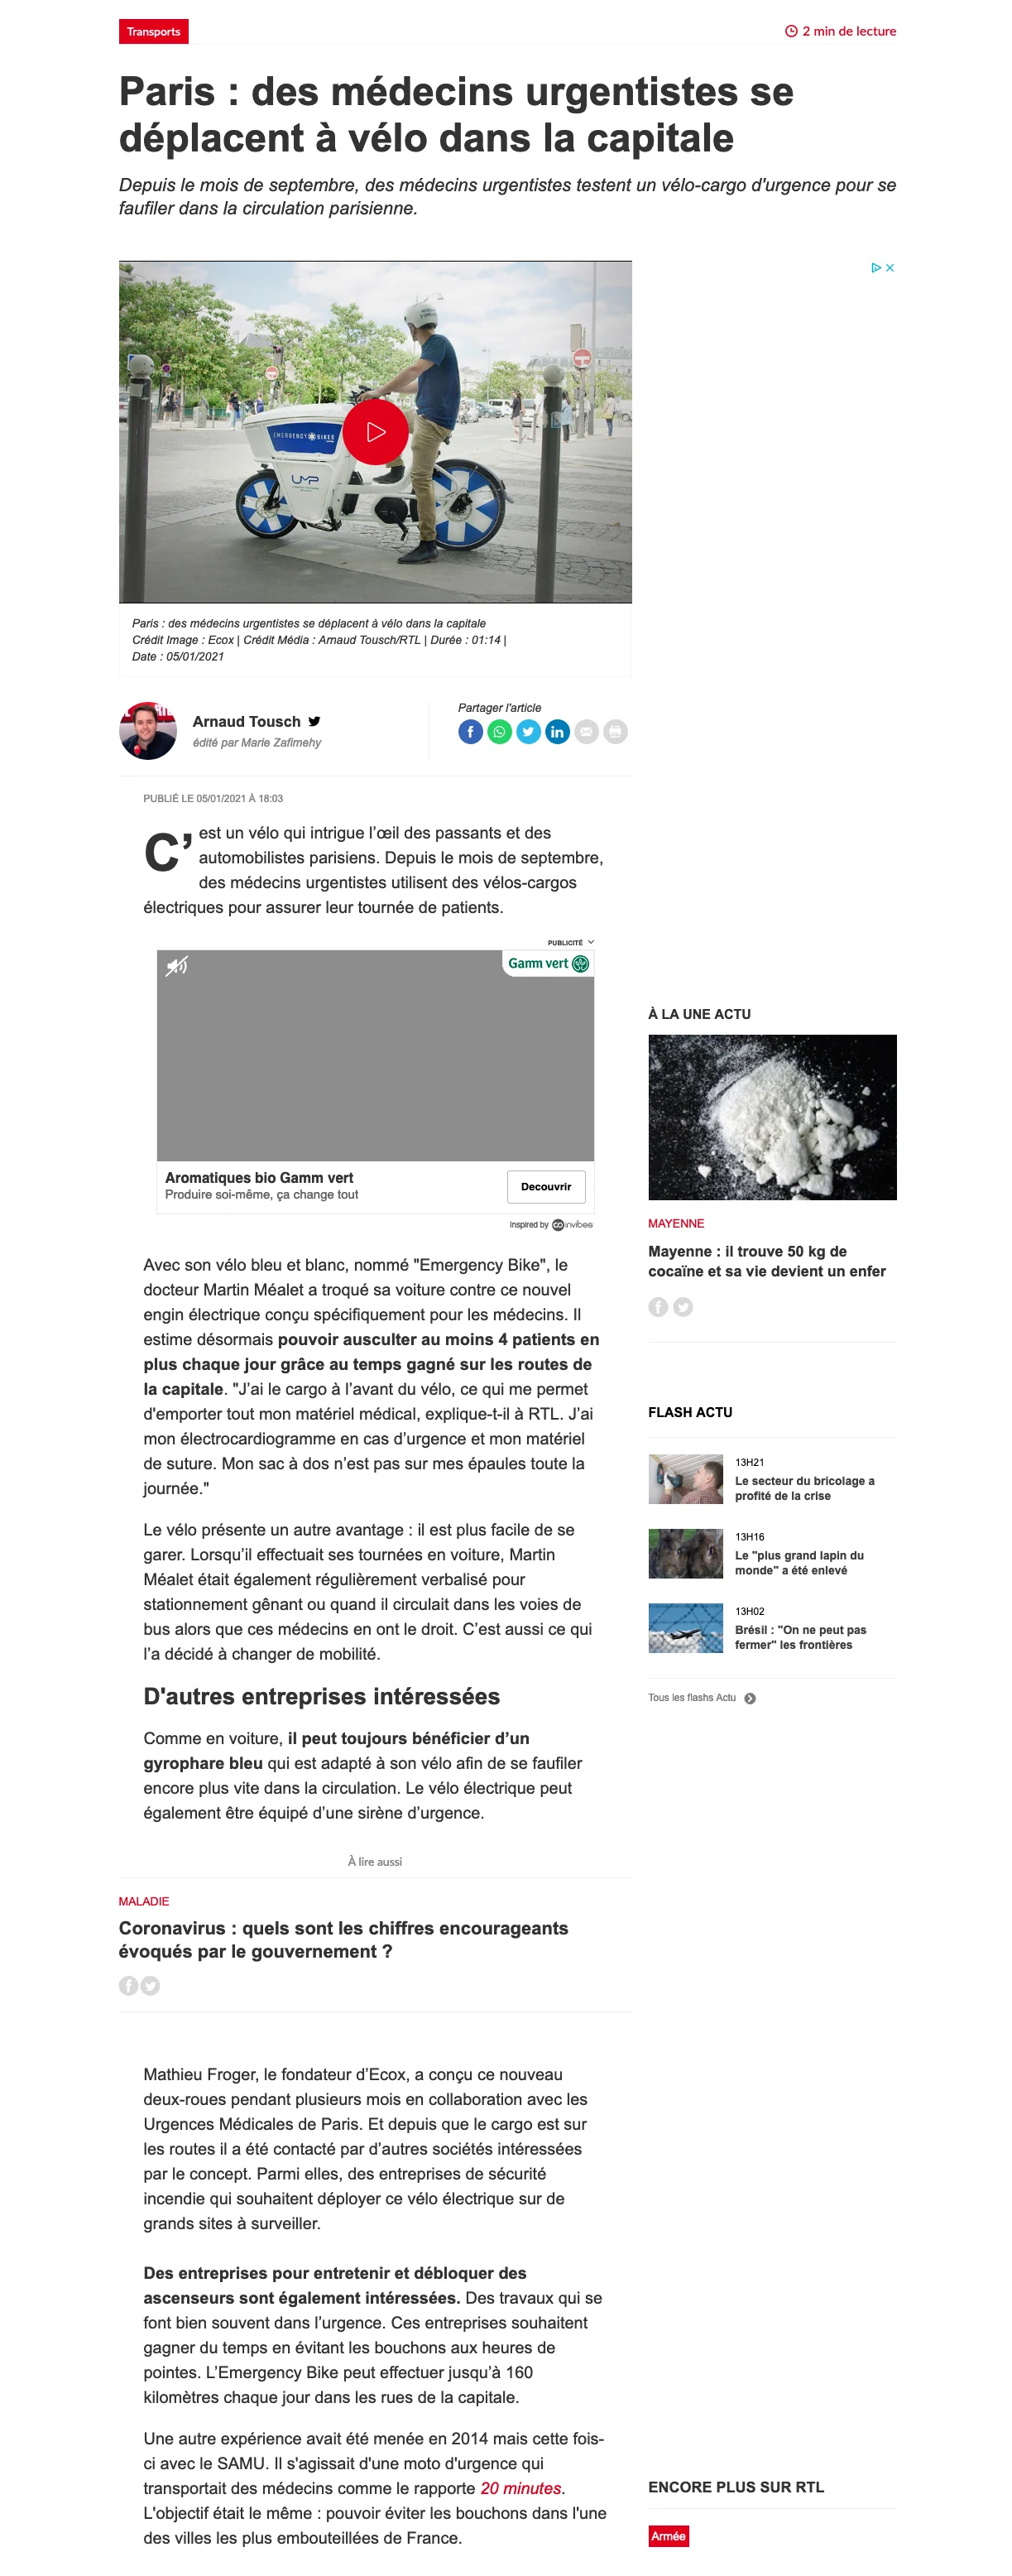 Transports
2 min de lecture
Paris : des médecins urgentistes se
déplacent à vélo dans la capitale
Depuis le mois de septembre, des médecins urgentistes testent un vélo-cargo d'urgence pour se
faufiler dans la circulation parisienne.
EMERGENCY BIKES
UMP
Paris : des médecins urgentistes se déplacent à vélo dans la capitale
Crédit Image : Ecox | Crédit Média : Arnaud Tousch/RTL | Durée : 01:14 |
Date : 05/01/2021
Arnaud Tousch
édité par Marie Zafimehy
Partager l'article
PUBLIÉ LE 05/01/2021 À 18:03
C’est un vélo qui intrigue l’œil des passants et des
automobilistes parisiens. Depuis le mois de septembre,
des médecins urgentistes utilisent des vélos-cargos
électriques pour assurer leur tournée de patients.
PUBLICITÉ
Gamm vert
Aromatiques bio Gamm vert
Produire soi-même, ça change tout
Decouvrir
Inspired by invibes
Avec son vélo bleu et blanc, nommé "Emergency Bike", le
docteur Martin Méalet a troqué sa voiture contre ce nouvel
engin électrique conçu spécifiquement pour les médecins. Il
estime désormais pouvoir ausculter au moins 4 patients en
plus chaque jour grâce au temps gagné sur les routes de
la capitale. "J’ai le cargo à l’avant du vélo, ce qui me permet
d'emporter tout mon matériel médical, explique-t-il à RTL. J’ai
mon électrocardiogramme en cas d’urgence et mon matériel
de suture. Mon sac à dos n’est pas sur mes épaules toute la
journée."
Le vélo présente un autre avantage : il est plus facile de se
garer. Lorsqu’il effectuait ses tournées en voiture, Martin
Méalet était également régulièrement verbalisé pour
stationnement gênant ou quand il circulait dans les voies de
bus alors que ces médecins en ont le droit. C’est aussi ce qui
l’a décidé à changer de mobilité.
D'autres entreprises intéressées
Comme en voiture, il peut toujours bénéficier d’un
gyrophare bleu qui est adapté à son vélo afin de se faufiler
encore plus vite dans la circulation. Le vélo électrique peut
également être équipé d’une sirène d’urgence.
À lire aussi
MALADIE
Coronavirus : quels sont les chiffres encourageants
évoqués par le gouvernement ?
Mathieu Froger, le fondateur d’Ecox, a conçu ce nouveau
deux-roues pendant plusieurs mois en collaboration avec les
Urgences Médicales de Paris. Et depuis que le cargo est sur
les routes il a été contacté par d’autres sociétés intéressées
par le concept. Parmi elles, des entreprises de sécurité
incendie qui souhaitent déployer ce vélo électrique sur de
grands sites à surveiller.
Des entreprises pour entretenir et débloquer des
ascenseurs sont également intéressées. Des travaux qui se
font bien souvent dans l’urgence. Ces entreprises souhaitent
gagner du temps en évitant les bouchons aux heures de
pointes. L’Emergency Bike peut effectuer jusqu’à 160
kilomètres chaque jour dans les rues de la capitale.
Une autre expérience avait été menée en 2014 mais cette fois-
ci avec le SAMU. Il s'agissait d'une moto d'urgence qui
transportait des médecins comme le rapporte 20 minutes.
L'objectif était le même : pouvoir éviter les bouchons dans l'une
des villes les plus embouteillées de France.
À LA UNE ACTU
MAYENNE
Mayenne : il trouve 50 kg de
cocaïne et sa vie devient un enfer
FLASH ACTU
13H21
Le secteur du bricolage a
profité de la crise
13H16
Le "plus grand lapin du
monde" a été enlevé
13H02
Brésil : "On ne peut pas
fermer" les frontières
Tous les flashs Actu
ENCORE PLUS SUR RTL
Armée